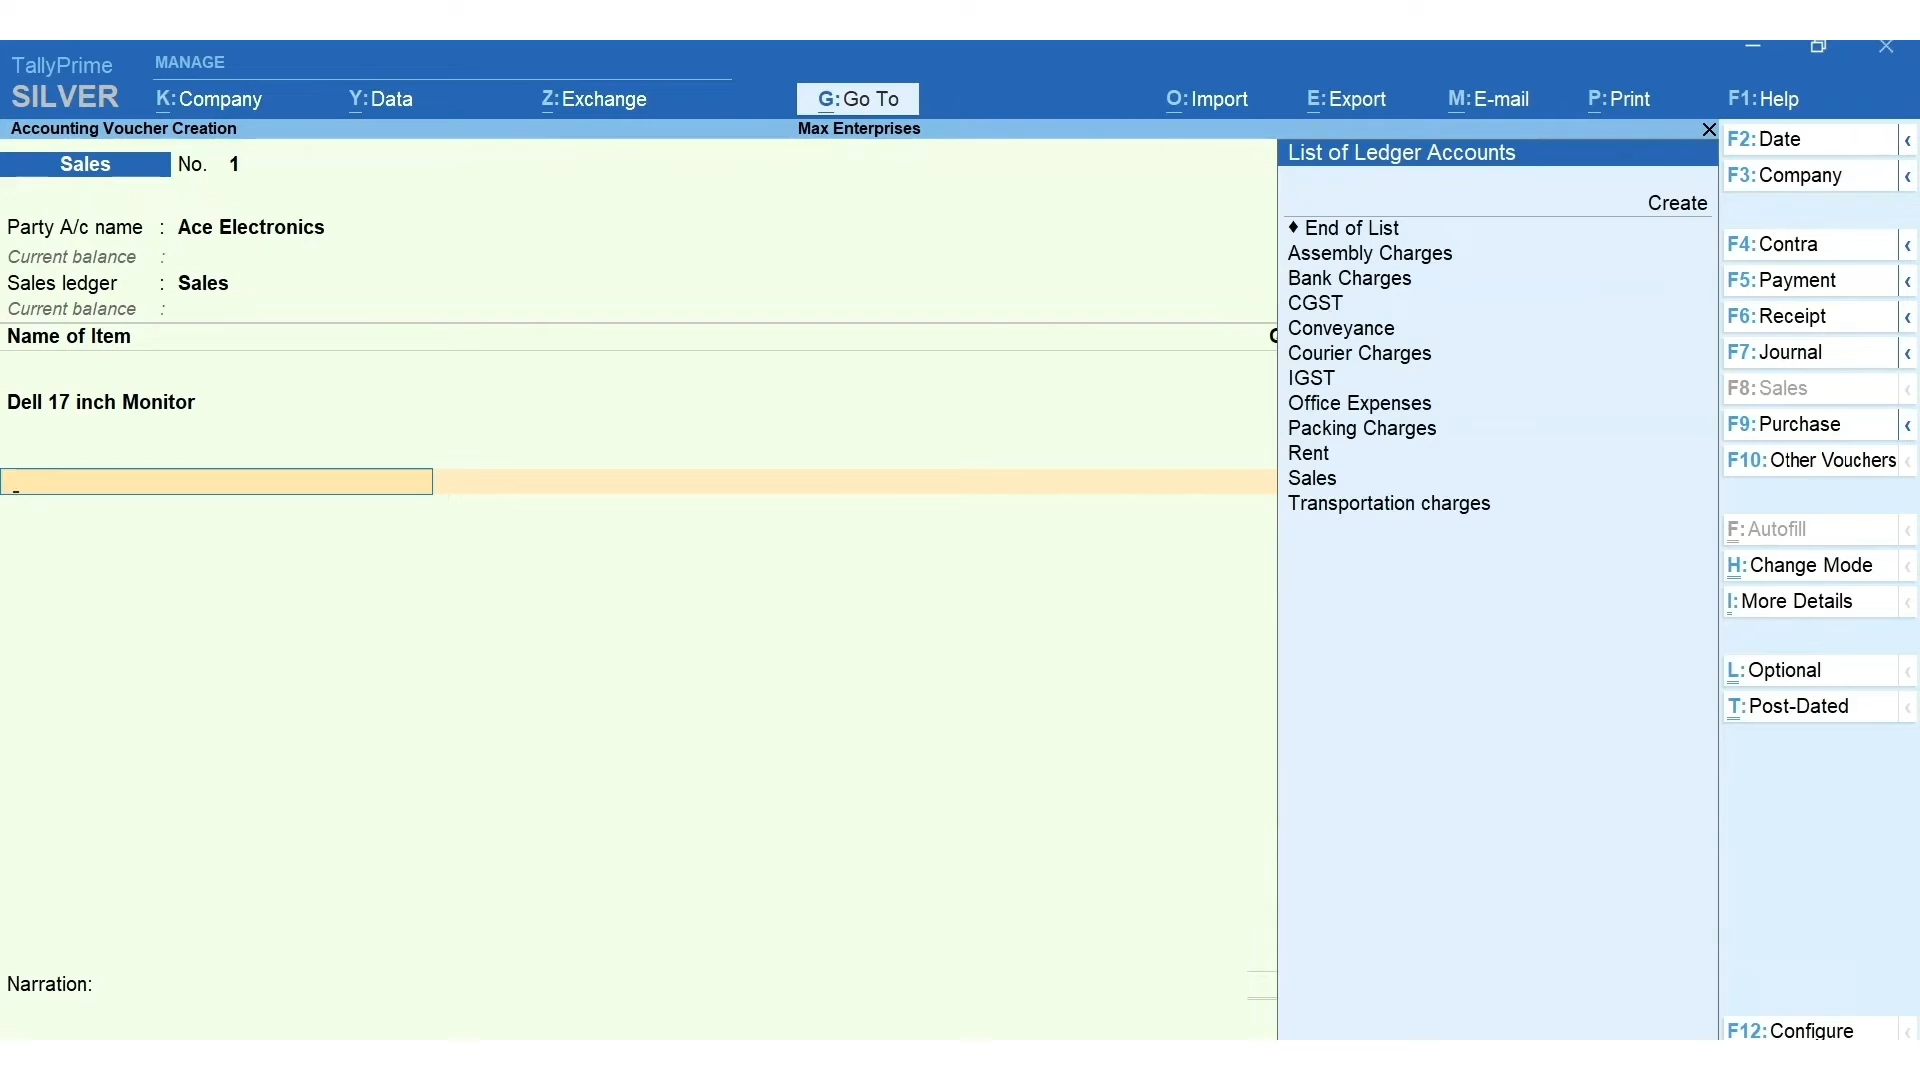 TallyPrime
MANAGE
SILVER
K:Company
Y:Data
Z:Exchange
G:Go To
O:Import
E:Export
M:E-mail
P:Print
F1:Help
Accounting Voucher Creation
Max Enterprises
Sales No. 1
Party A/c name : Ace Electronics
Current balance :
Sales ledger : Sales
Current balance :
Name of Item
Dell 17 inch Monitor
Narration:
List of Ledger Accounts
Create
♦ End of List
Assembly Charges
Bank Charges
CGST
Conveyance
Courier Charges
IGST
Office Expenses
Packing Charges
Rent
Sales
Transportation charges
F2:Date
F3:Company
F4:Contra
F5:Payment
F6:Receipt
F7:Journal
F8:Sales
F9:Purchase
F10:Other Vouchers
F:Autofill
H:Change Mode
I:More Details
L:Optional
T:Post-Dated
F12:Configure